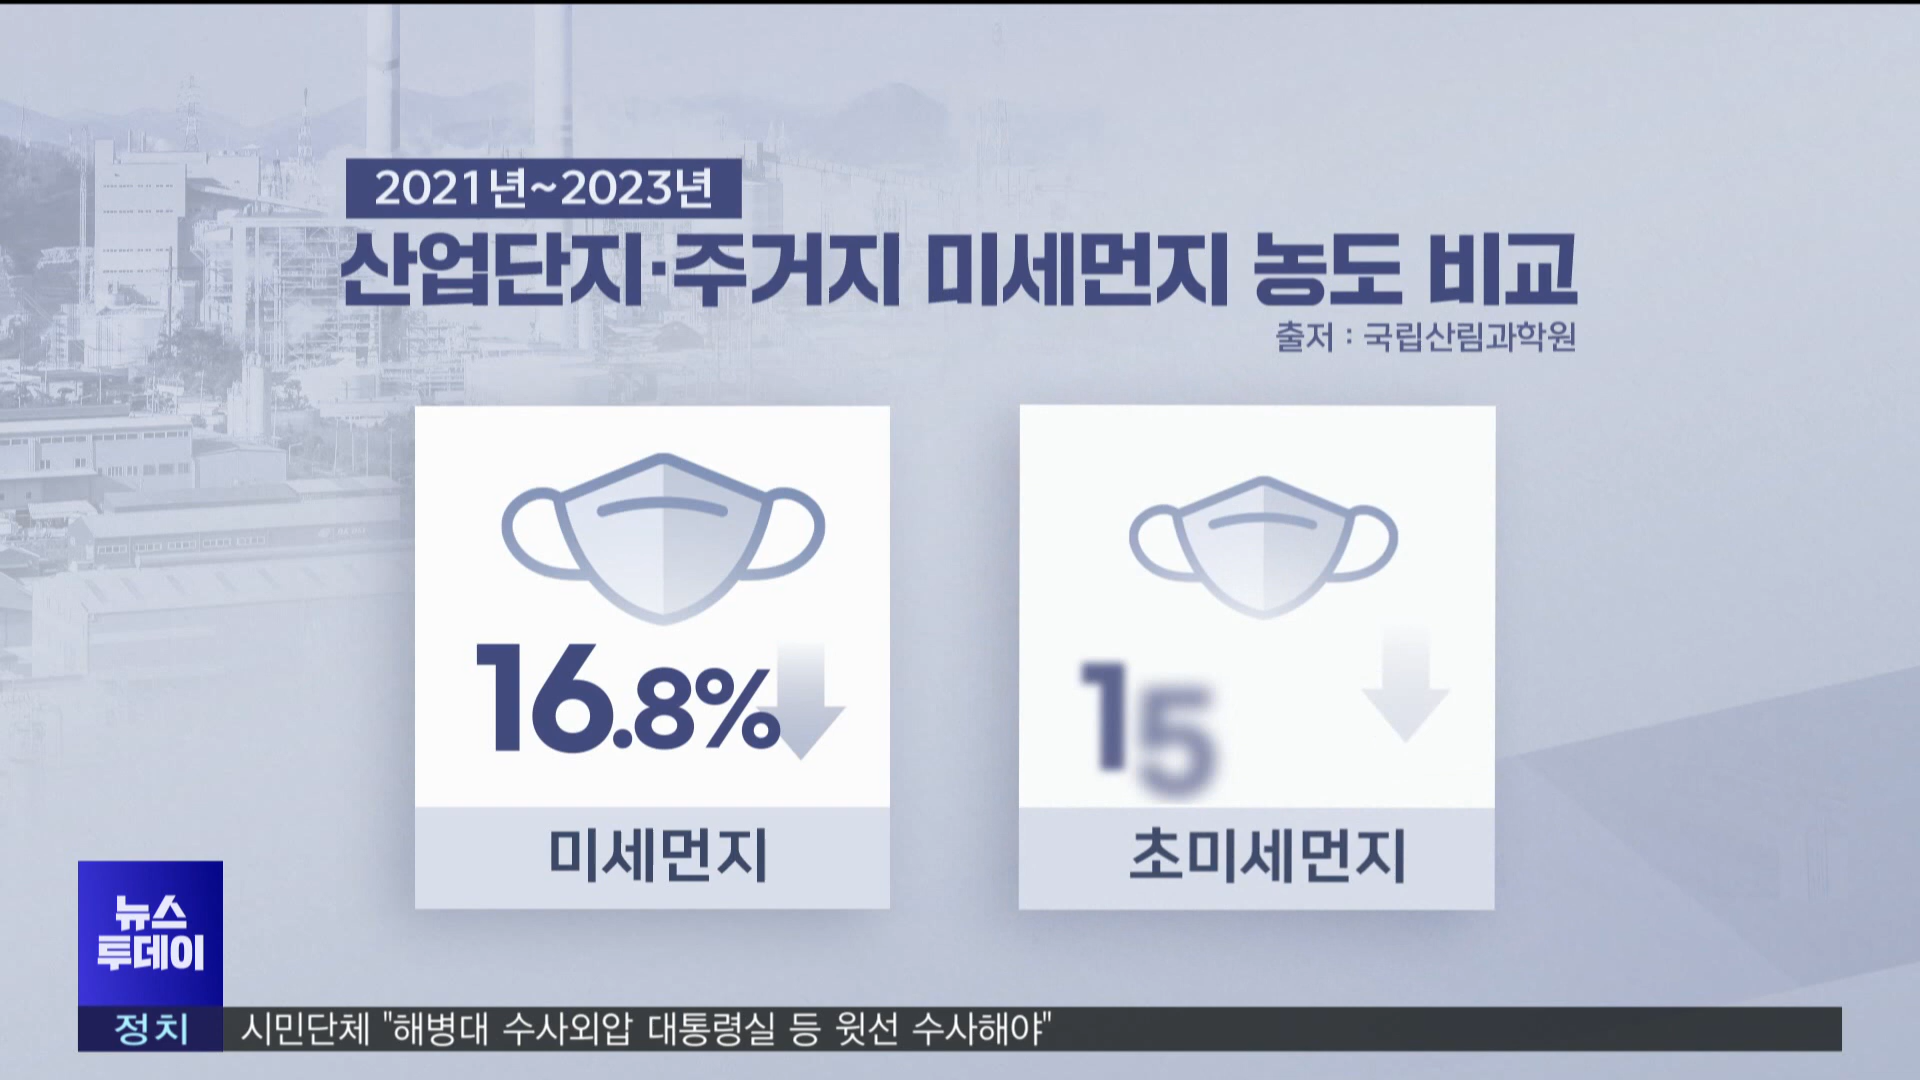 2021년~2023년
산업단지·주거지 미세먼지 농도 비교
출처 : 국립산림과학원
16.8%
미세먼지
15
초미세먼지
뉴스
투데이
정치
시민단체 "해병대 수사외압 대통령실 등 윗선 수사해야"